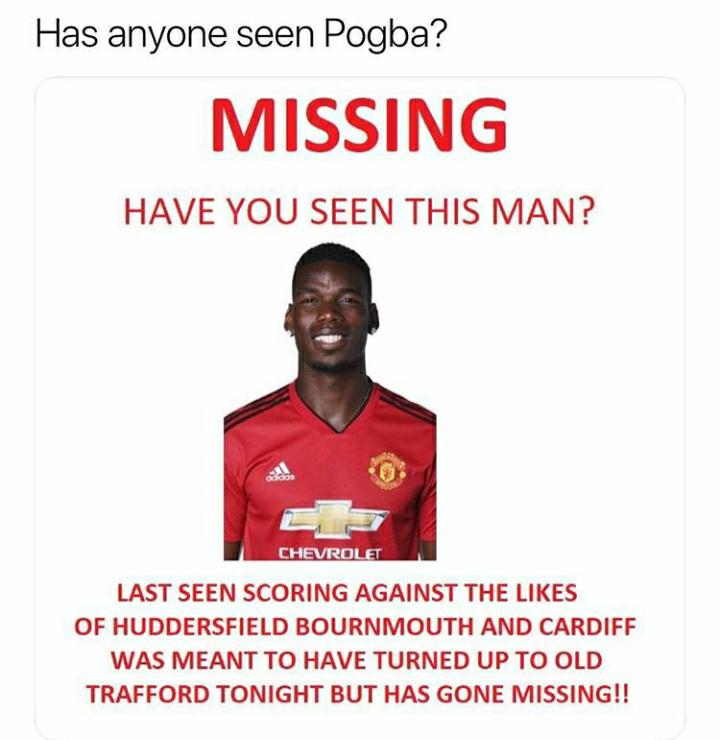 Has anyone seen Pogba?
MISSING
HAVE YOU SEEN THIS MAN?
adidas
CHEVROLET
LAST SEEN SCORING AGAINST THE LIKES
OF HUDDERSFIELD BOURNMOUTH AND CARDIFF
WAS MEANT TO HAVE TURNED UP TO OLD
TRAFFORD TONIGHT BUT HAS GONE MISSING!!